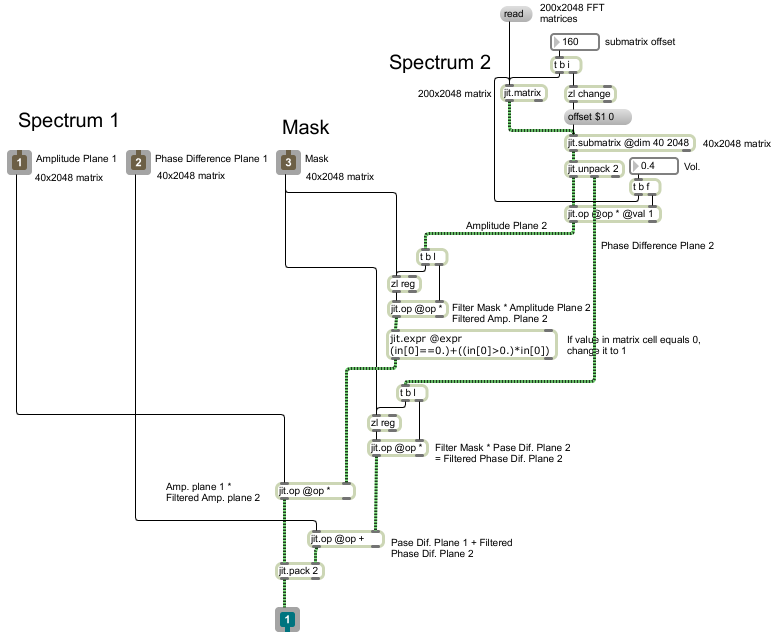 read
200x2048 FFT
matrices
160
submatrix offset
Spectrum 2
t b i
200x2048 matrix
jit.matrix
zl change
offset $1 0
Spectrum 1
Mask
jit.submatrix @dim 40 2048
40x2048 matrix
1
Amplitude Plane 1
40x2048 matrix
2
Phase Difference Plane 1
40x2048 matrix
3
Mask
40x2048 matrix
jit.unpack 2
0.4
Vol.
t b f
jit.op @op * @val 1
Amplitude Plane 2
Phase Difference Plane 2
t b l
zl reg
jit.op @op *
Filter Mask * Amplitude Plane 2
Filtered Amp. Plane 2
jit.expr @expr
(in[0]==0.)+((in[0]>0.)*in[0])
If value in matrix cell equals 0,
change it to 1
t b l
zl reg
jit.op @op *
Filter Mask * Pase Dif. Plane 2
= Filtered Phase Dif. Plane 2
Amp. plane 1 *
Filtered Amp. plane 2
jit.op @op *
jit.op @op +
Pase Dif. Plane 1 + Filtered
Phase Dif. Plane 2
jit.pack 2
1